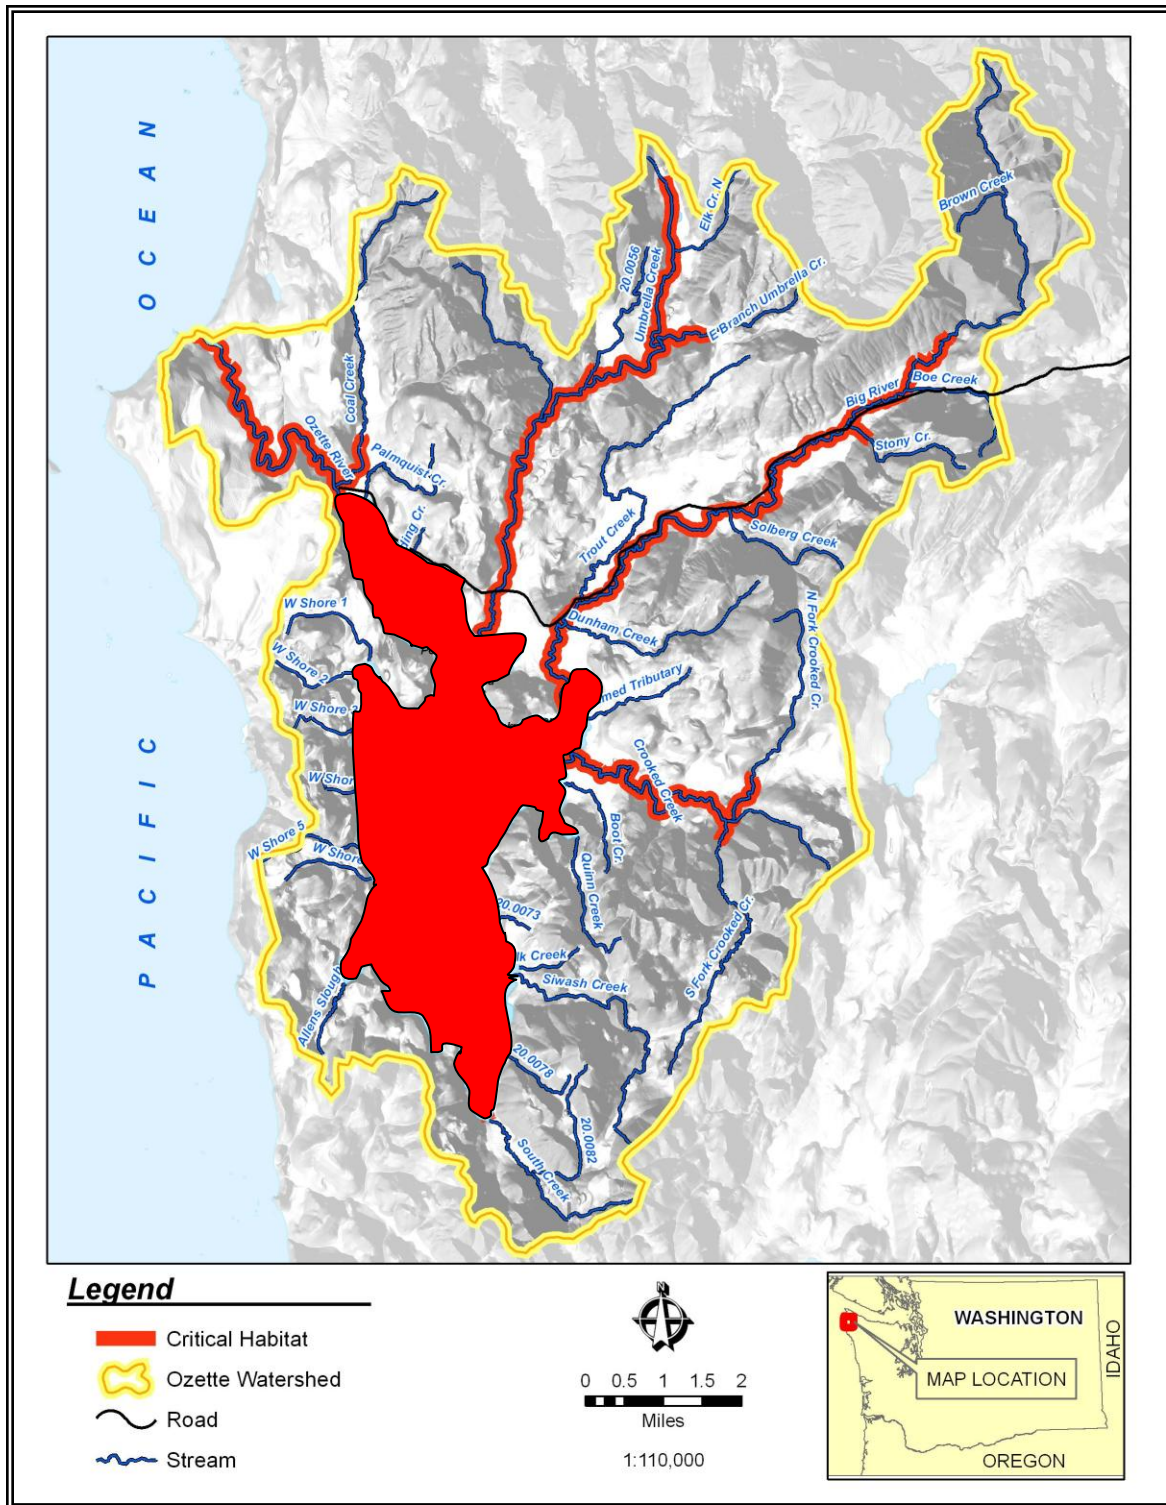 OCEAN
PACIFIC
Brown Creek
Elk Cr. N
20.0056
Umbrella Creek
E Branch Umbrella Cr.
Coal Creek
Ozette River
Palmquist Cr.
Big River
Boe Creek
Stony Cr.
Trout Creek
Solberg Creek
W Shore 1
Dunham Creek
N Fork Crooked Cr.
W Shore 2
W Shore
Tributary
Crooked Creek
W Shore 5
W Shore
Boot Cr.
Quinn Creek
20.0073
Creek
Siwash Creek
S Fork Crooked Cr.
Allens Slough
20.0078
20.0082
South Creek
Legend
Critical Habitat
Ozette Watershed
Road
Stream
N
0 0.5 1 2
Miles
1:110,000
WASHINGTON
IDAHO
MAP LOCATION
OREGON